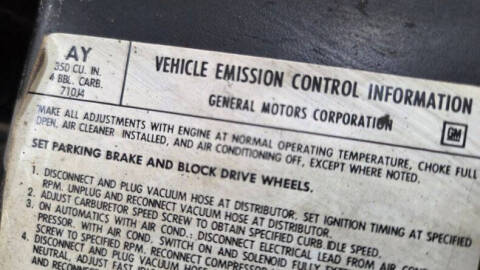 AY
350 CU. IN.
4 BBL. CARB.
710J4
VEHICLE EMISSION CONTROL INFORMATION
GENERAL MOTORS CORPORATION
GM
MAKE ALL ADJUSTMENTS WITH ENGINE AT NORMAL OPERATING TEMPERATURE, CHOKE FULL
OPEN, AIR CLEANER INSTALLED, AND AIR CONDITIONING OFF, EXCEPT WHERE NOTED.
SET PARKING BRAKE AND BLOCK DRIVE WHEELS.
1. DISCONNECT AND PLUG VACUUM HOSE AT DISTRIBUTOR. SET IGNITION TIMING AT SPECIFIED
RPM. UNPLUG AND RECONNECT VACUUM HOSE AT DISTRIBUTOR.
2. ADJUST CARBURETOR SPEED SCREW TO OBTAIN SPECIFIED CURB IDLE SPEED.
3. ON AUTOMATICS WITH AIR COND.: DISCONNECT ELECTRICAL LEAD FROM AIR
PRESSOR. WITH AIR COND. SWITCH ON AND SOLENOID FULLY
SCREW TO SPECIFIED RPM. RECONNECT COMPRESSOR
4. DISCONNECT AND PLUG VACUUM HOSE
NEUTRAL, ADJUST FAST
AND